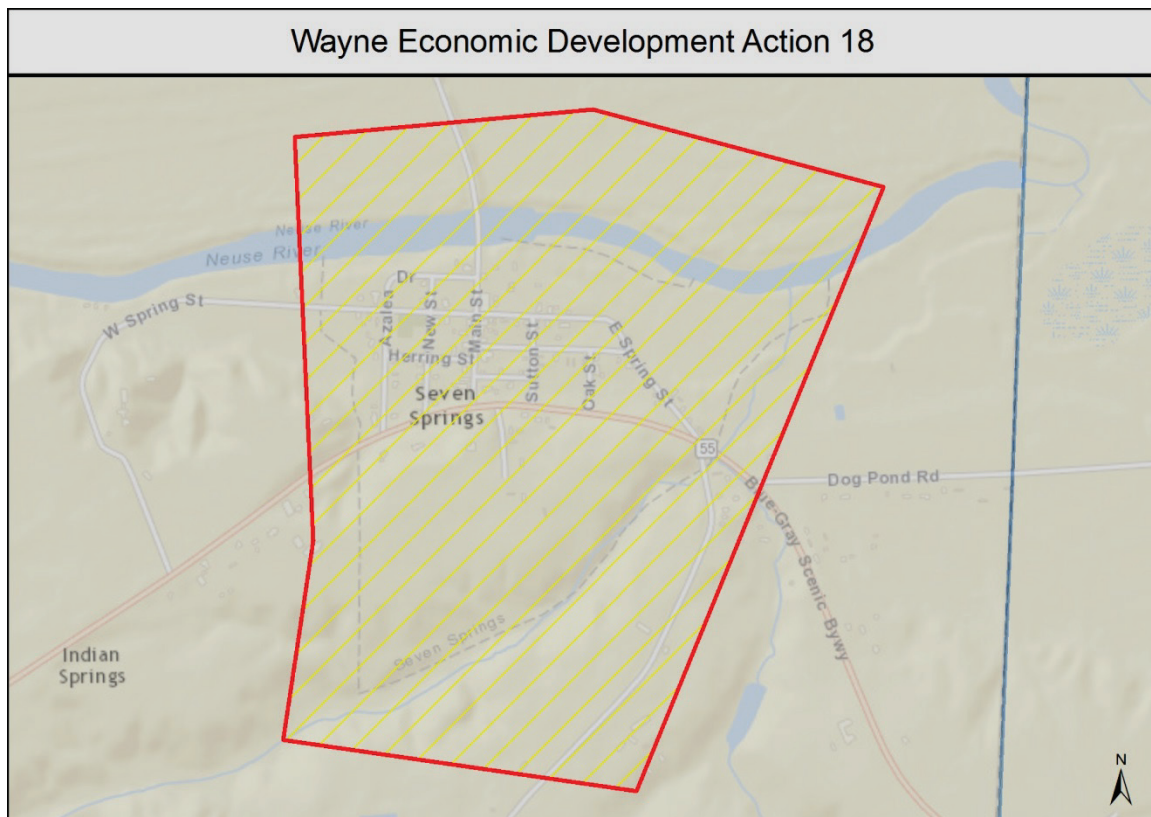 Wayne Economic Development Action 18
Neuse River
Neuse River
W Spring St
Dr
Azalea
New St
Main St
Herring St
Sutton St
Oak St
E Spring St
Seven
Springs
55
Dog Pond Rd
Blue-Gray Scenic Bywy
Seven Springs
Indian
Springs
N